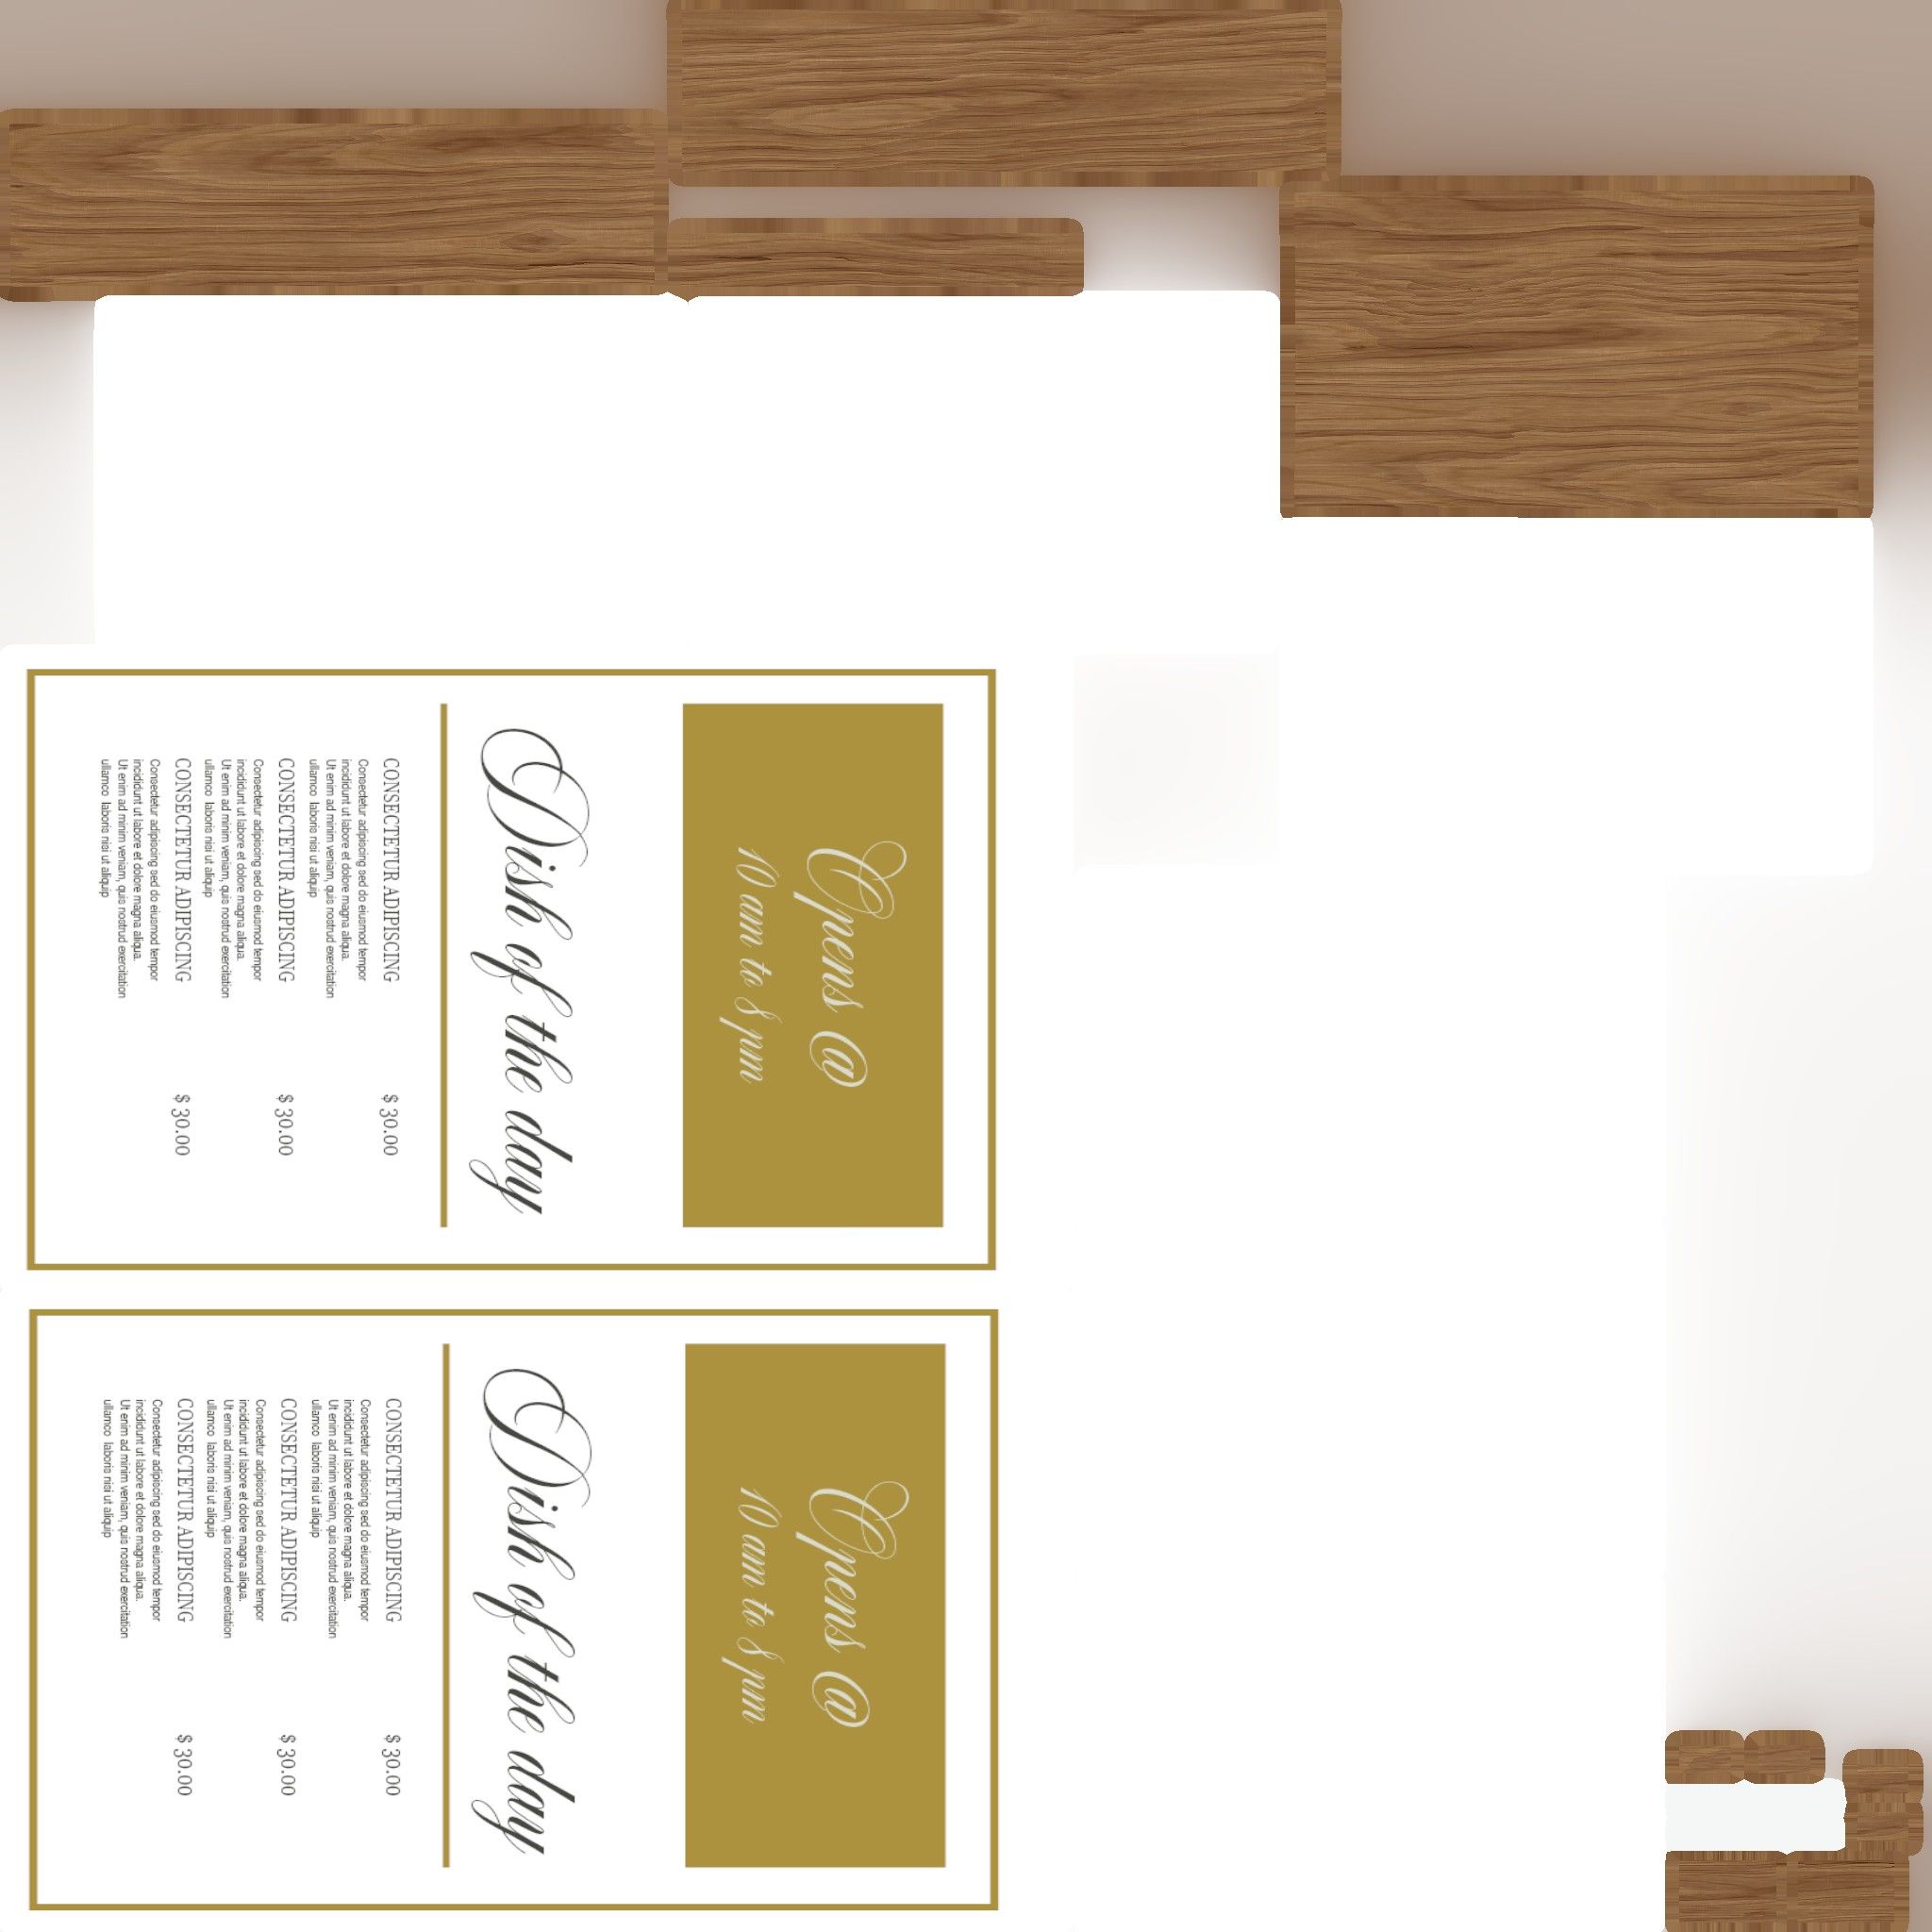 Opens @
10 am to 8 pm
Dish of the day
CONSECTETUR ADIPISCING $ 30.00
Consectetur adipiscing sed do eiusmod tempor
incididunt ut labore et dolore magna aliqua.
Ut enim ad minim veniam, quis nostrud exercitation
ullamco laboris nisi ut aliquip
CONSECTETUR ADIPISCING $ 30.00
Consectetur adipiscing sed do eiusmod tempor
incididunt ut labore et dolore magna aliqua.
Ut enim ad minim veniam, quis nostrud exercitation
ullamco laboris nisi ut aliquip
CONSECTETUR ADIPISCING $ 30.00
Consectetur adipiscing sed do eiusmod tempor
incididunt ut labore et dolore magna aliqua.
Ut enim ad minim veniam, quis nostrud exercitation
ullamco laboris nisi ut aliquip
Opens @
10 am to 8 pm
Dish of the day
CONSECTETUR ADIPISCING $ 30.00
Consectetur adipiscing sed do eiusmod tempor
incididunt ut labore et dolore magna aliqua.
Ut enim ad minim veniam, quis nostrud exercitation
ullamco laboris nisi ut aliquip
CONSECTETUR ADIPISCING $ 30.00
Consectetur adipiscing sed do eiusmod tempor
incididunt ut labore et dolore magna aliqua.
Ut enim ad minim veniam, quis nostrud exercitation
ullamco laboris nisi ut aliquip
CONSECTETUR ADIPISCING $ 30.00
Consectetur adipiscing sed do eiusmod tempor
incididunt ut labore et dolore magna aliqua.
Ut enim ad minim veniam, quis nostrud exercitation
ullamco laboris nisi ut aliquip